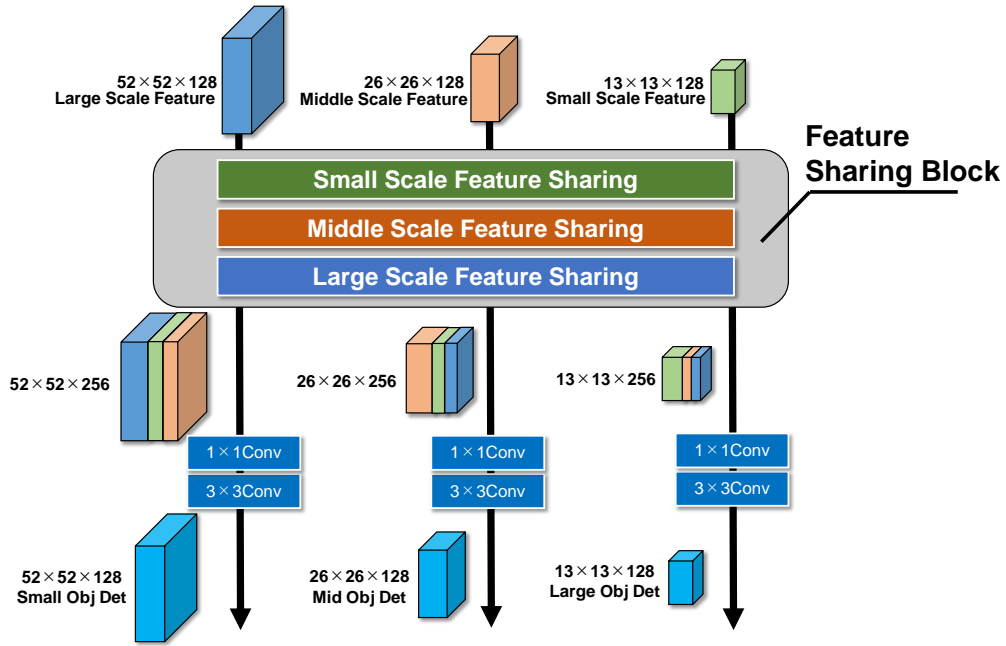 52×52×128
Large Scale Feature
26×26×128
Middle Scale Feature
13×13×128
Small Scale Feature
Feature
Sharing Block
Small Scale Feature Sharing
Middle Scale Feature Sharing
Large Scale Feature Sharing
52×52×256
26×26×256
13×13×256
1×1Conv
1×1Conv
1×1Conv
3×3Conv
3×3Conv
3×3Conv
52×52×128
Small Obj Det
26×26×128
Mid Obj Det
13×13×128
Large Obj Det